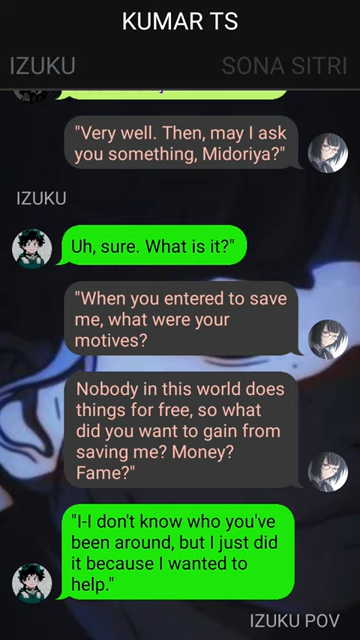 KUMAR TS
IZUKU
SONA SITRI
"Very well. Then, may I ask
you something, Midoriya?"
IZUKU
Uh, sure. What is it?"
"When you entered to save
me, what were your
motives?
Nobody in this world does
things for free, so what
did you want to gain from
saving me? Money?
Fame?"
"I-I don't know who you've
been around, but I just did
it because I wanted to
help."
IZUKU POV